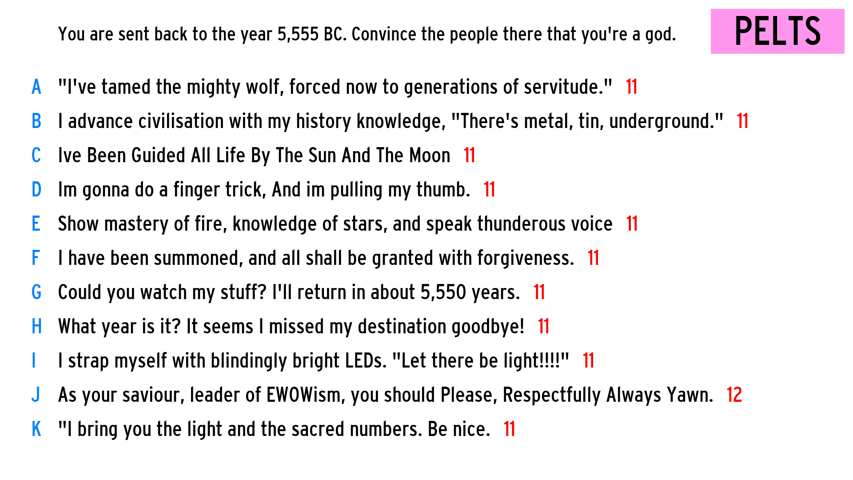 You are sent back to the year 5,555 BC. Convince the people there that you're a god.
PELTS
A "I've tamed the mighty wolf, forced now to generations of servitude." 11
B I advance civilisation with my history knowledge, "There's metal, tin, underground." 11
C Ive Been Guided All Life By The Sun And The Moon 11
D Im gonna do a finger trick, And im pulling my thumb. 11
E Show mastery of fire, knowledge of stars, and speak thunderous voice 11
F I have been summoned, and all shall be granted with forgiveness. 11
G Could you watch my stuff? I'll return in about 5,550 years. 11
H What year is it? It seems I missed my destination goodbye! 11
I I strap myself with blindingly bright LEDs. "Let there be light!!!!" 11
J As your saviour, leader of EWOWism, you should Please, Respectfully Always Yawn. 12
K "I bring you the light and the sacred numbers. Be nice. 11